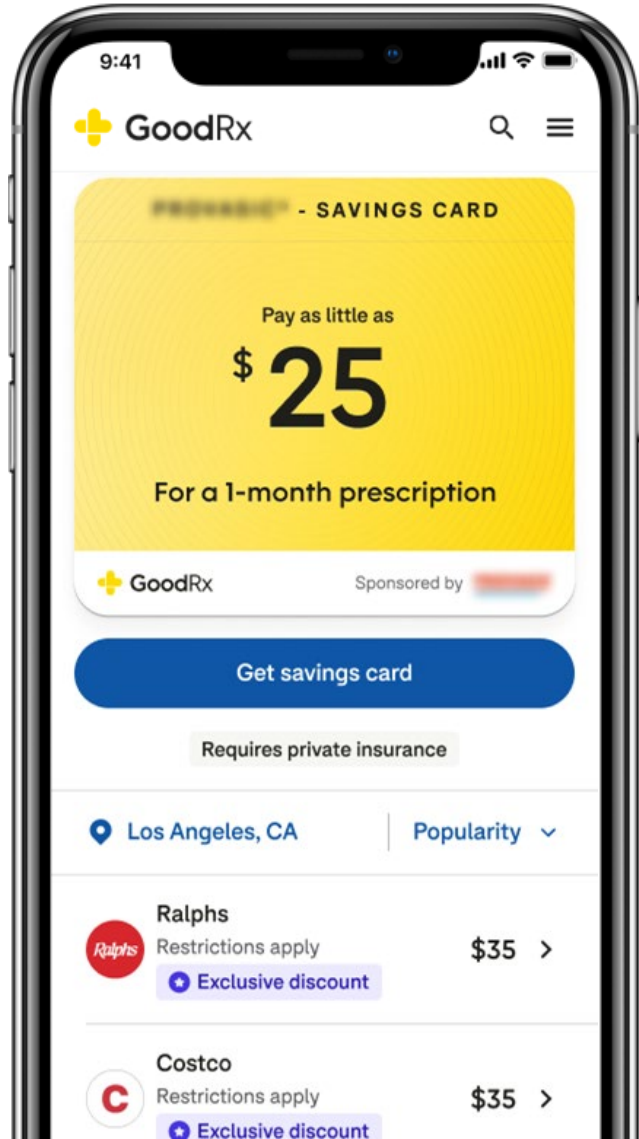 9:41
GoodRx
- SAVINGS CARD
Pay as little as
$ 25
For a 1-month prescription
GoodRx
Sponsored by
Get savings card
Requires private insurance
Los Angeles, CA
Popularity
Ralphs
Ralphs
Restrictions apply
$35
Exclusive discount
Costco
C
Restrictions apply
$35
Exclusive discount